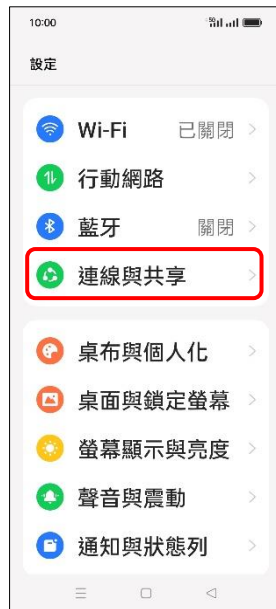 10:00
5G
設定
Wi-Fi 已關閉
行動網路
藍牙 關閉
連線與共享
桌布與個人化
桌面與鎖定螢幕
螢幕顯示與亮度
聲音與震動
通知與狀態列